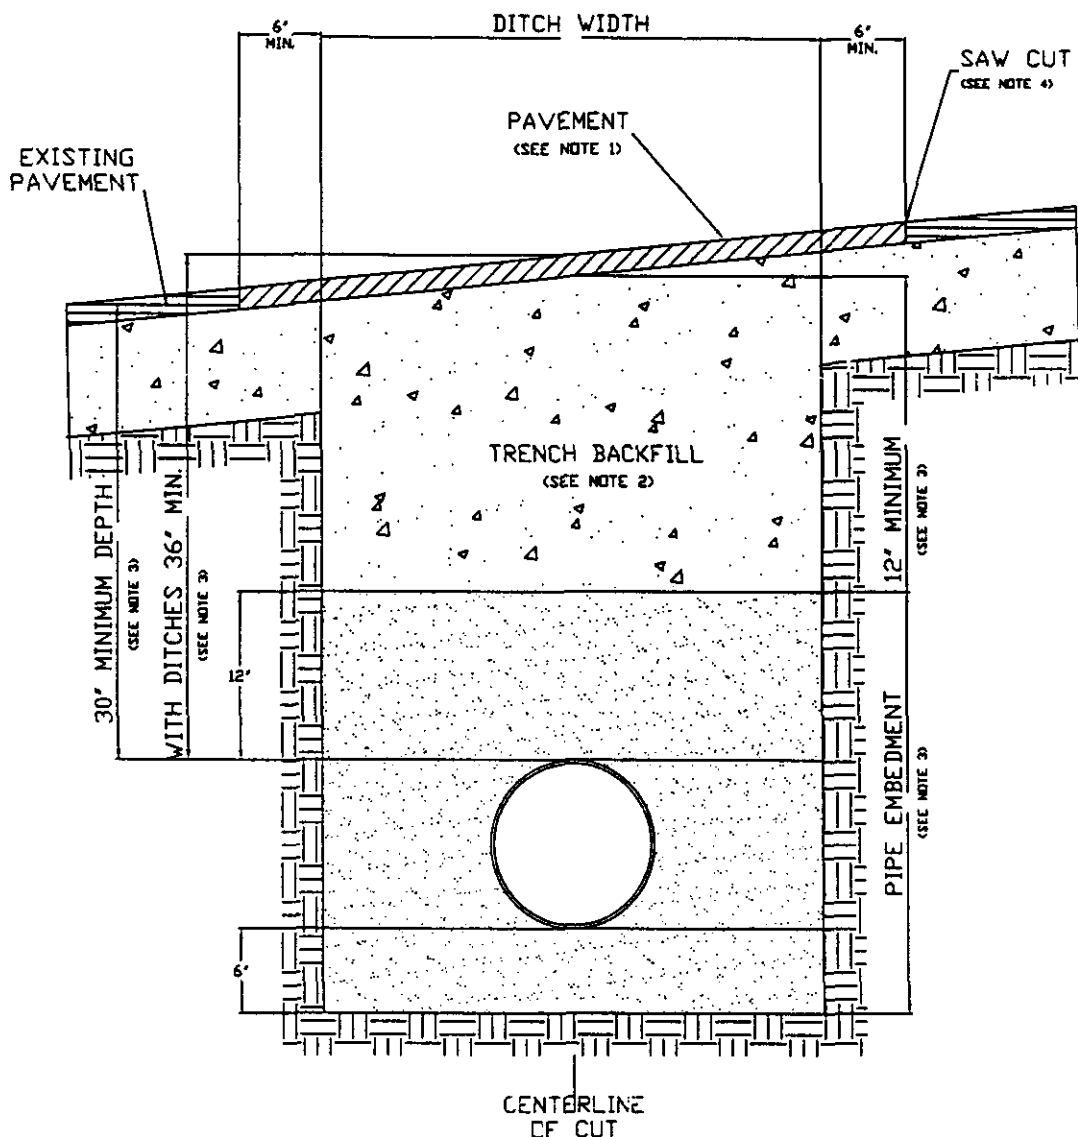 6" MIN.
DITCH WIDTH
6" MIN.
SAW CUT
(SEE NOTE 4)
PAVEMENT
(SEE NOTE 1)
EXISTING
PAVEMENT
TRENCH BACKFILL
(SEE NOTE 2)
30" MINIMUM DEPTH
(SEE NOTE 3)
WITH DITCHES 36" MIN.
(SEE NOTE 3)
12" MINIMUM
(SEE NOTE 3)
12"
PIPE EMBEDMENT
(SEE NOTE 3)
6"
CENTERLINE
OF CUT